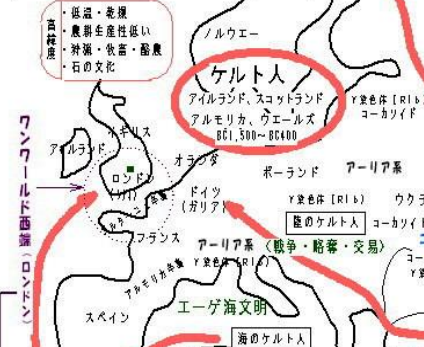 高緯度
・低温・乾燥
・農耕生産性低い
・狩猟・牧畜・酪農
・石の文化
ノルウエー
ケルト人
アイルランド、スコットランド
アルモリカ、ウェールズ
BC1,500～BC400
Y染色体 [R1b
コーカソイド
イギリス
アイルランド
オランダ
ロンドン
ポーランド
アーリア系
ドイツ
(ガリア)
Y染色体 (R1b)
ウクラ
陸のケルト人
コーカソイ
フランス
アーリア系
(戦争・略奪・交易)
Y染色体 (R1b)
アルモリカ半島
エーゲ海文明
スペイン
海のケルト人
ワンワールド西端(ロンドン)